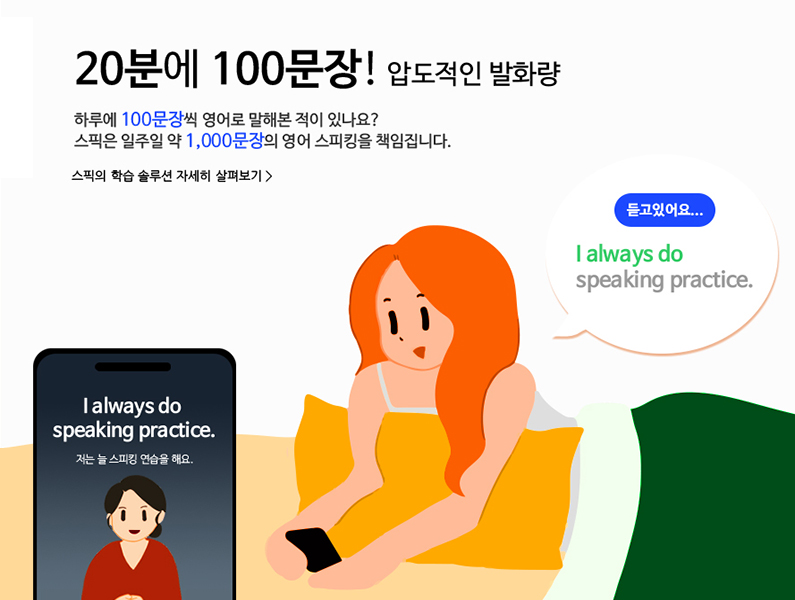 20분에 100문장! 압도적인 발화량
하루에 100문장씩 영어로 말해본 적이 있나요?
스픽은 일주일 약 1,000문장의 영어 스피킹을 책임집니다.
스픽의 학습 솔루션 자세히 살펴보기 >
듣고있어요...
I always do
speaking practice.
I always do
speaking practice.
저는 늘 스피킹 연습을 해요.